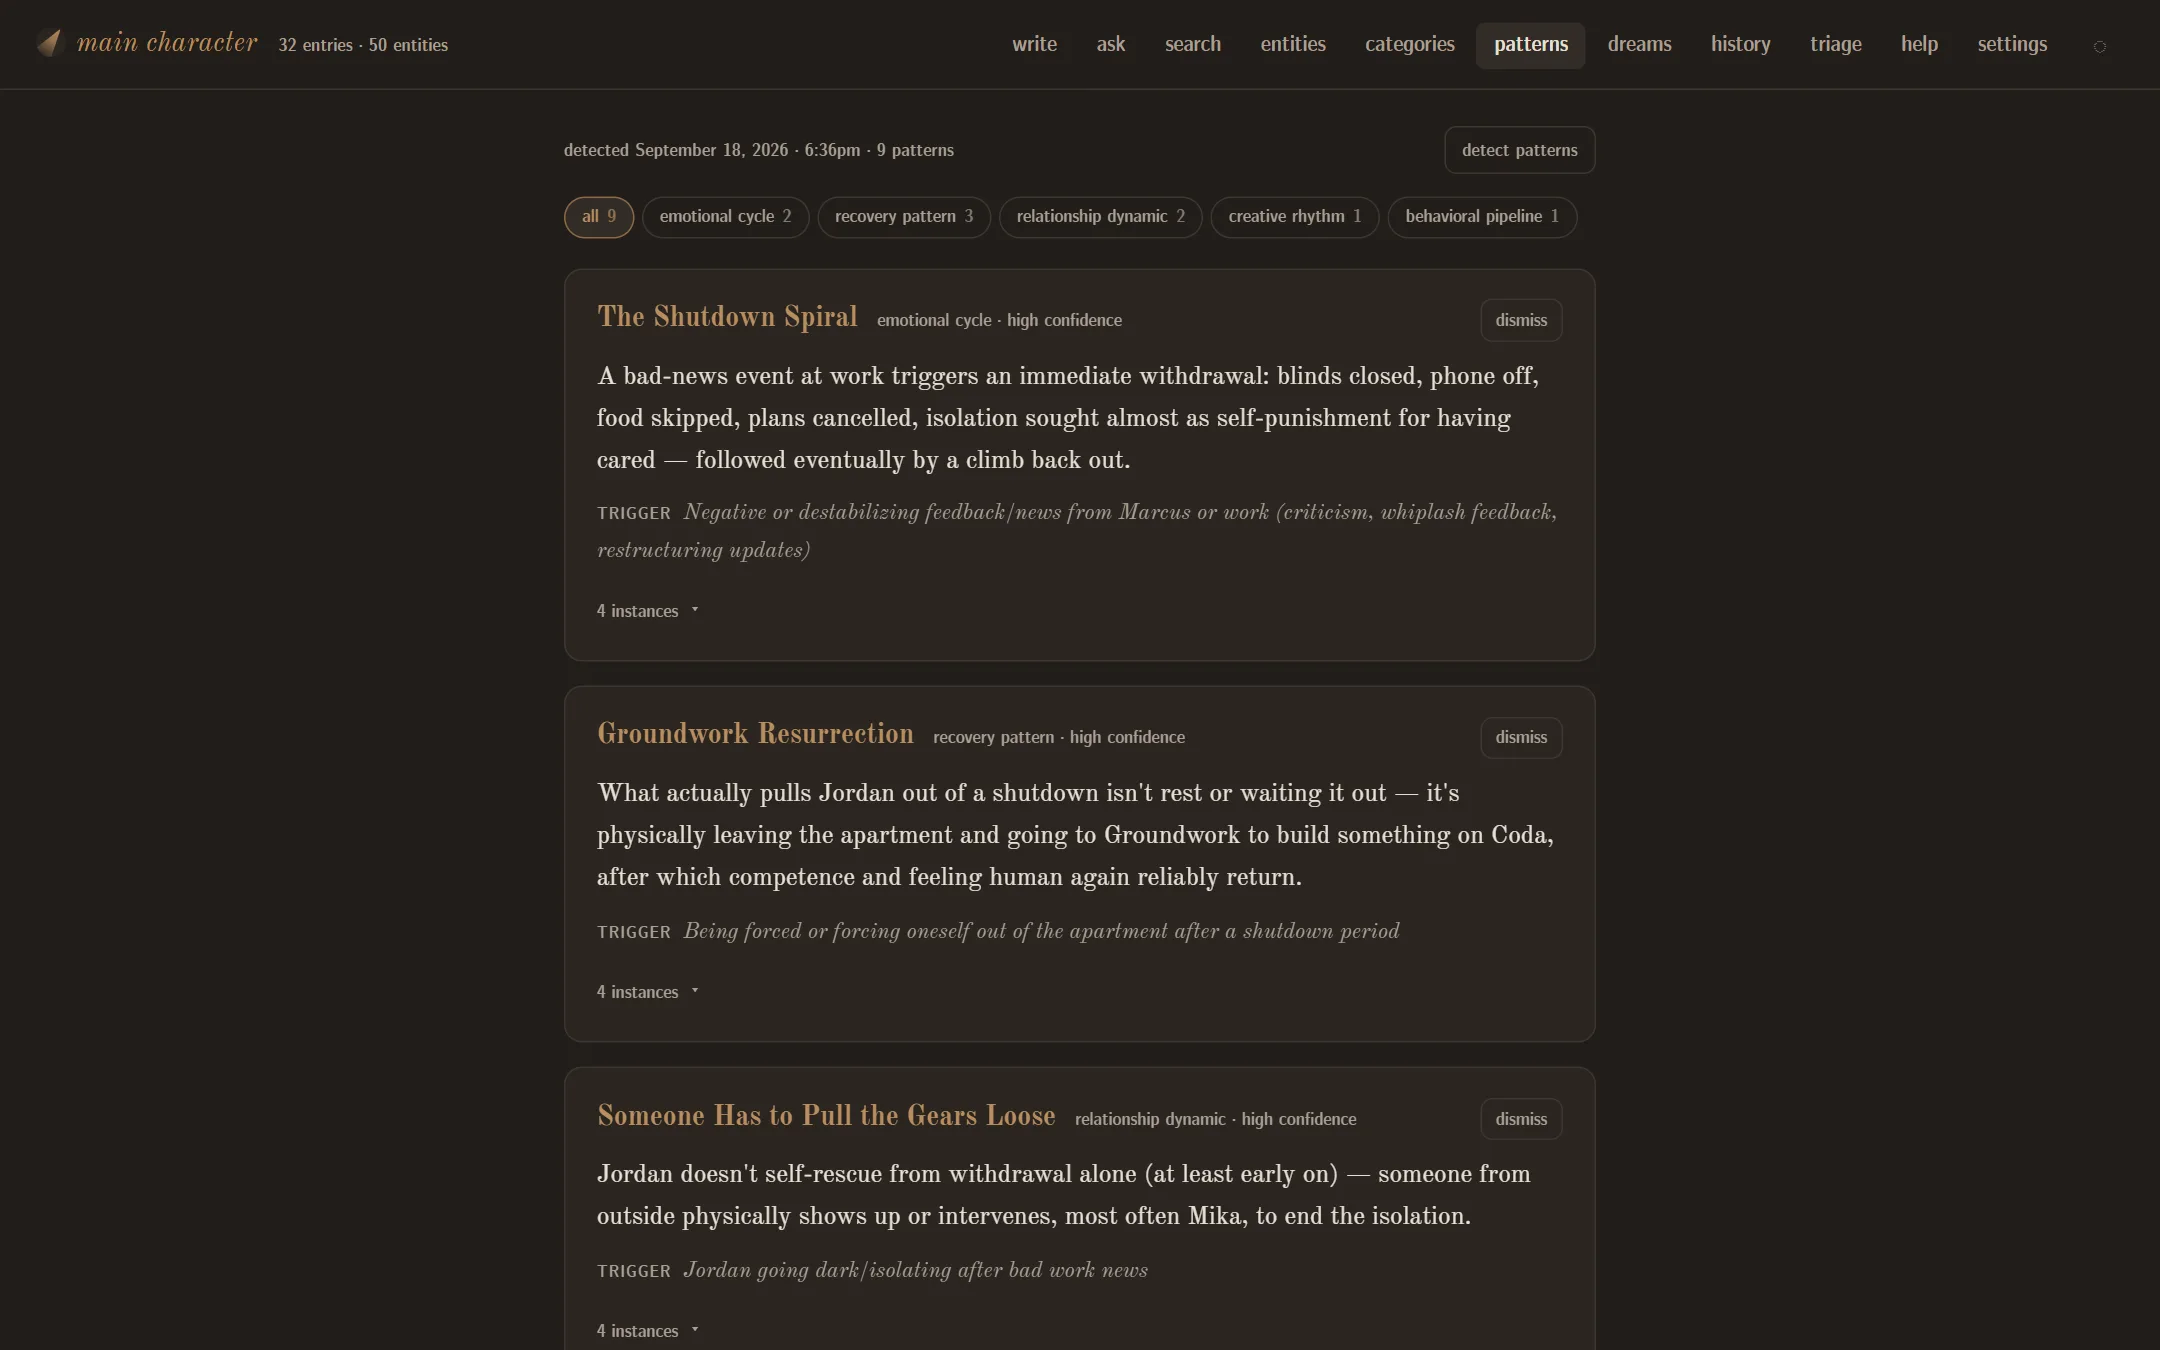 main character 32 entries · 50 entities
write ask search entities categories patterns dreams history triage help settings
detected September 18, 2026 · 6:36pm · 9 patterns
detect patterns
all 9 emotional cycle 2 recovery pattern 3 relationship dynamic 2 creative rhythm 1 behavioral pipeline 1
The Shutdown Spiral emotional cycle · high confidence dismiss
A bad-news event at work triggers an immediate withdrawal: blinds closed, phone off,
food skipped, plans cancelled, isolation sought almost as self-punishment for having
cared — followed eventually by a climb back out.
TRIGGER Negative or destabilizing feedback/news from Marcus or work (criticism, whiplash feedback,
restructuring updates)
4 instances
Groundwork Resurrection recovery pattern · high confidence dismiss
What actually pulls Jordan out of a shutdown isn't rest or waiting it out — it's
physically leaving the apartment and going to Groundwork to build something on Coda,
after which competence and feeling human again reliably return.
TRIGGER Being forced or forcing oneself out of the apartment after a shutdown period
4 instances
Someone Has to Pull the Gears Loose relationship dynamic · high confidence dismiss
Jordan doesn't self-rescue from withdrawal alone (at least early on) — someone from
outside physically shows up or intervenes, most often Mika, to end the isolation.
TRIGGER Jordan going dark/isolating after bad work news
4 instances